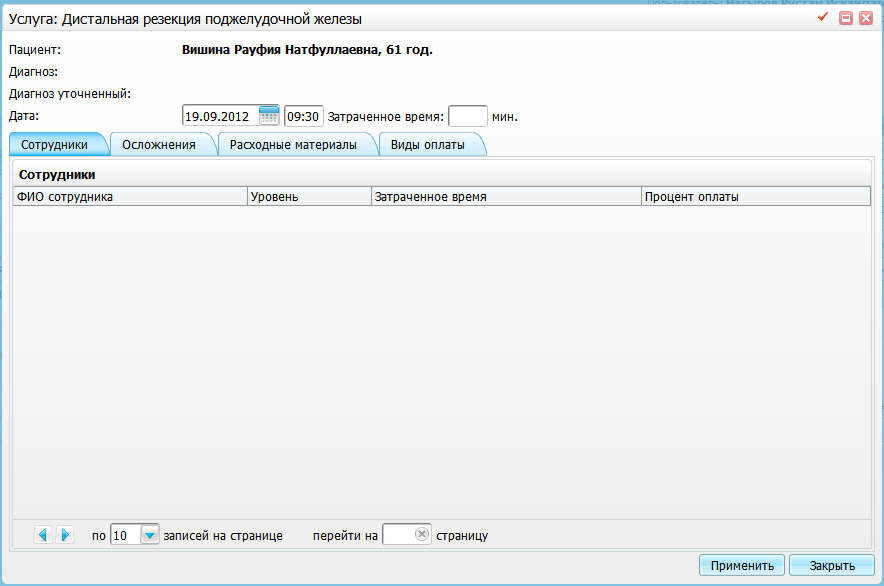 Услуга: Дистальная резекция поджелудочной железы
Пациент: Вишина Рауфия Натфуллаевна, 61 год.
Диагноз:
Диагноз уточненный:
Дата: 19.09.2012 09:30 Затраченное время: мин.
Сотрудники Осложнения Расходные материалы Виды оплаты
Сотрудники
ФИО сотрудника Уровень Затраченное время Процент оплаты
по 10 записей на странице перейти на страницу
Применить Закрыть